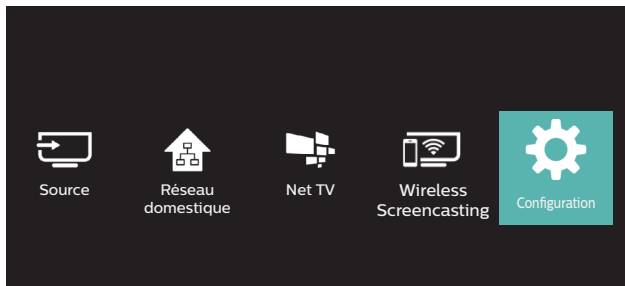 Source
Réseau
domestique
Net TV
Wireless
Screencasting
Configuration